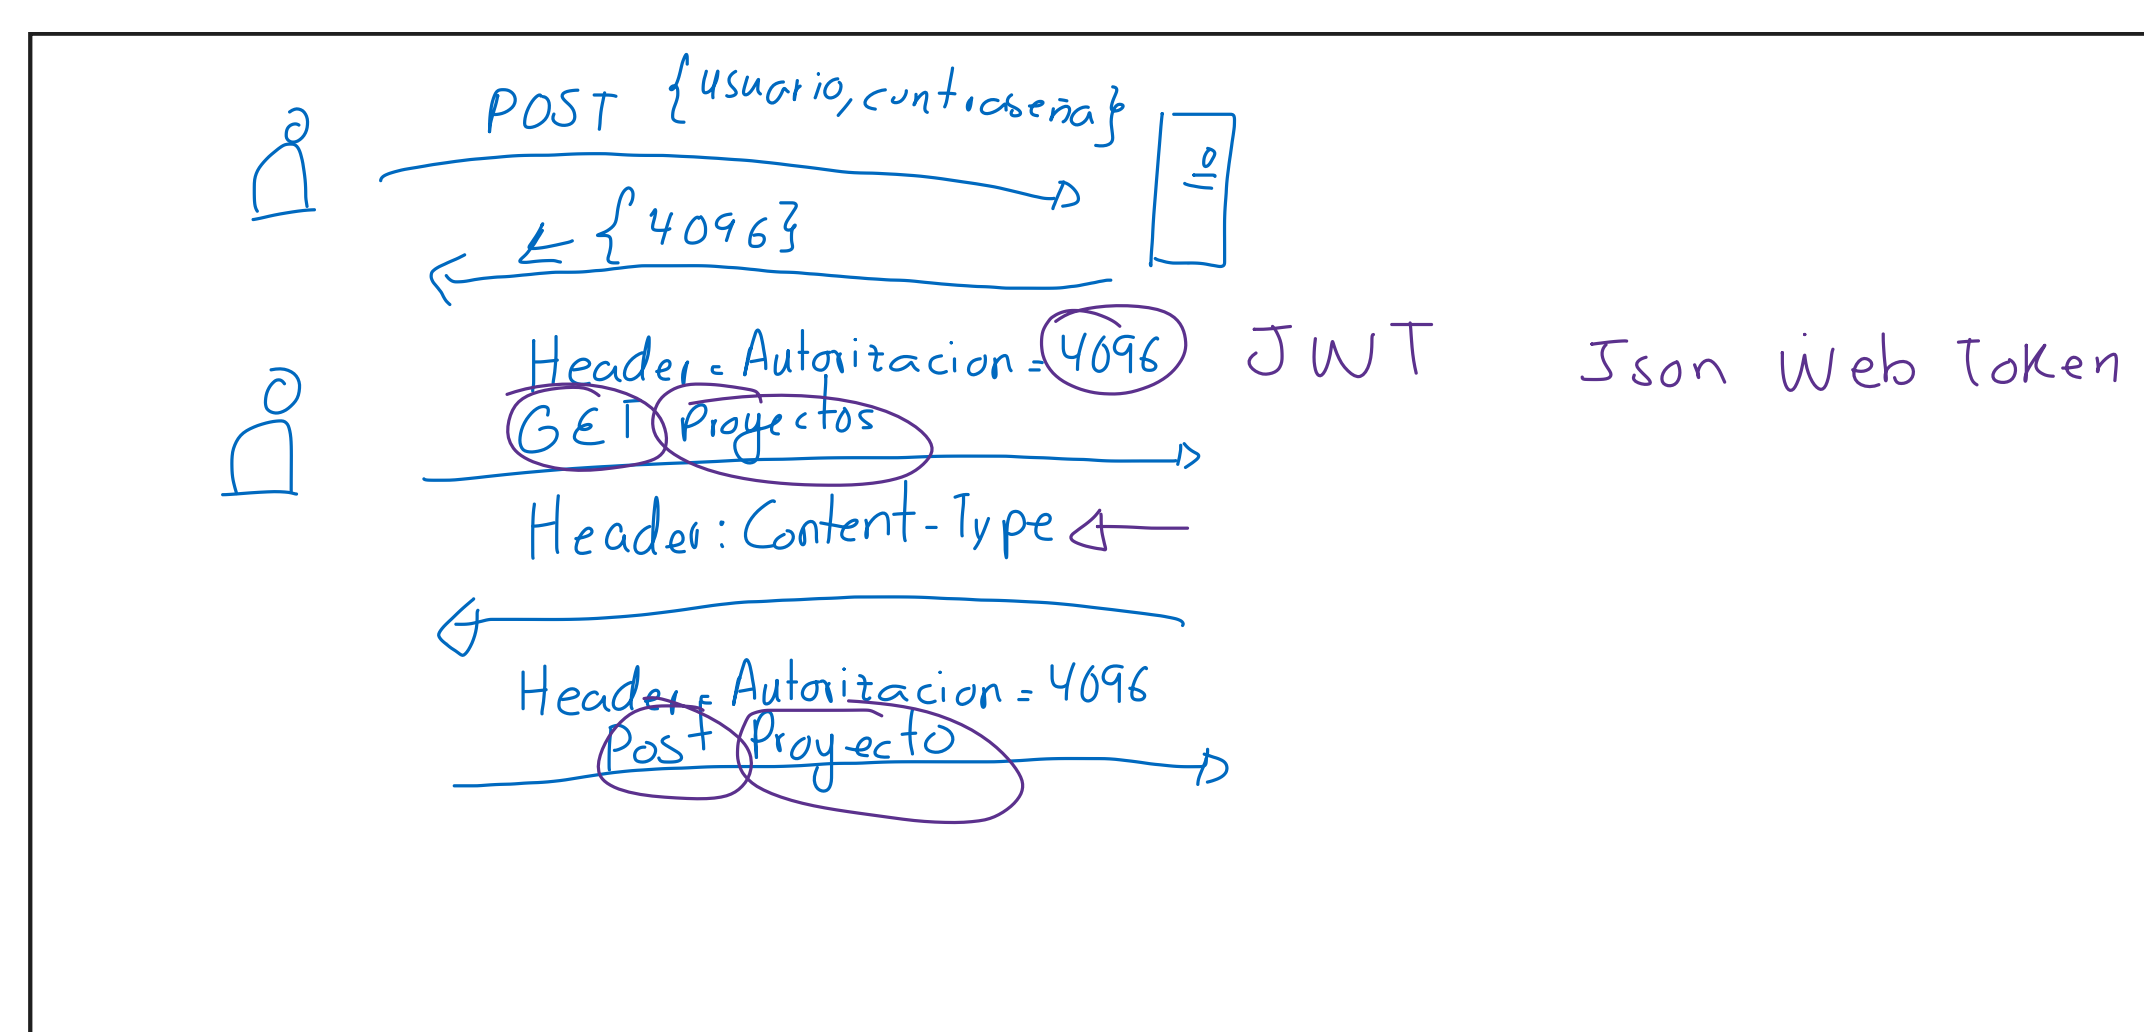 POST {usuario, contraseña}
{4096}
Header = Autorizacion = 4096 JWT Json Web Token
GET Proyectos
Header: Content-Type
Header = Autorizacion = 4096
Post Proyecto